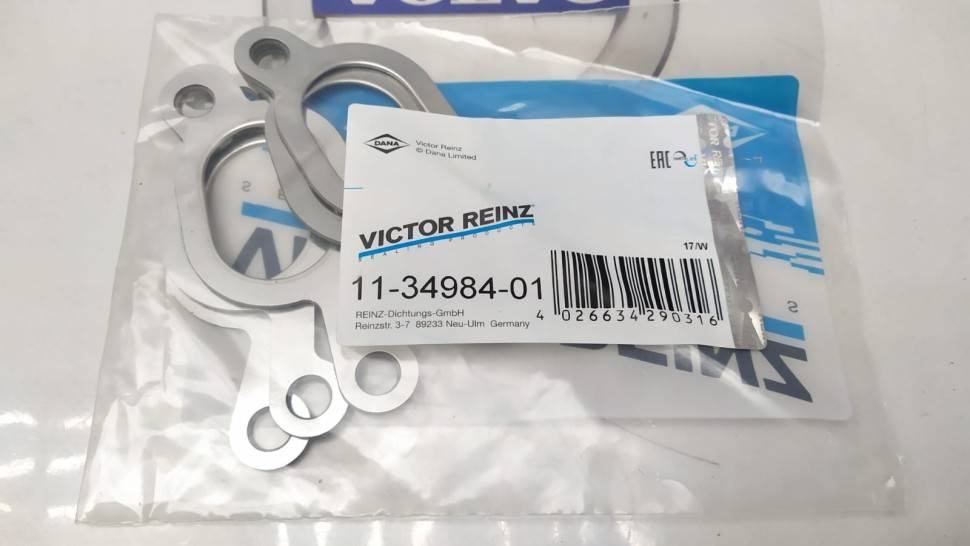 VOLVO
DANA
Victor Reinz
© Dana Limited
EAC
VICTOR REINZ
SEALING PRODUCTS
17/W
11-34984-01
4 026634 290316
REINZ-Dichtungs-GmbH
Reinzstr. 3-7 89233 Neu-Ulm Germany
DANA